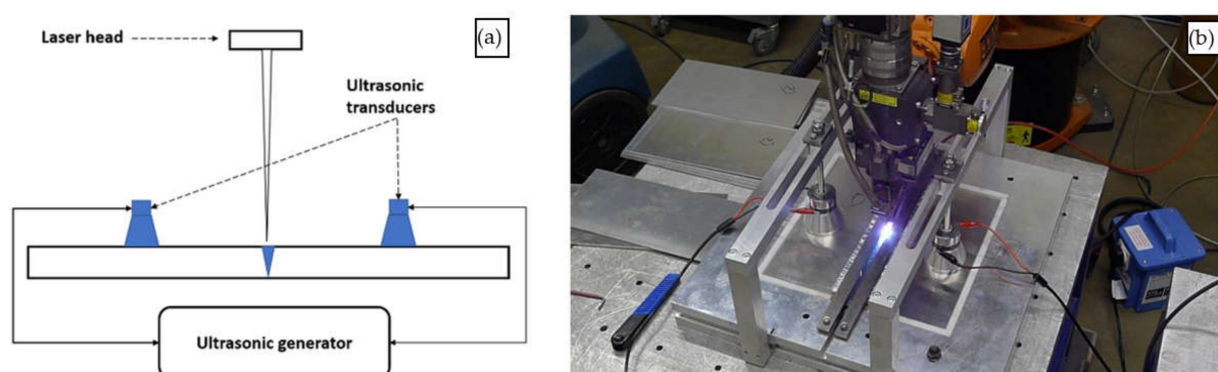 Laser head
(a)
Ultrasonic
transducers
Ultrasonic generator
(b)